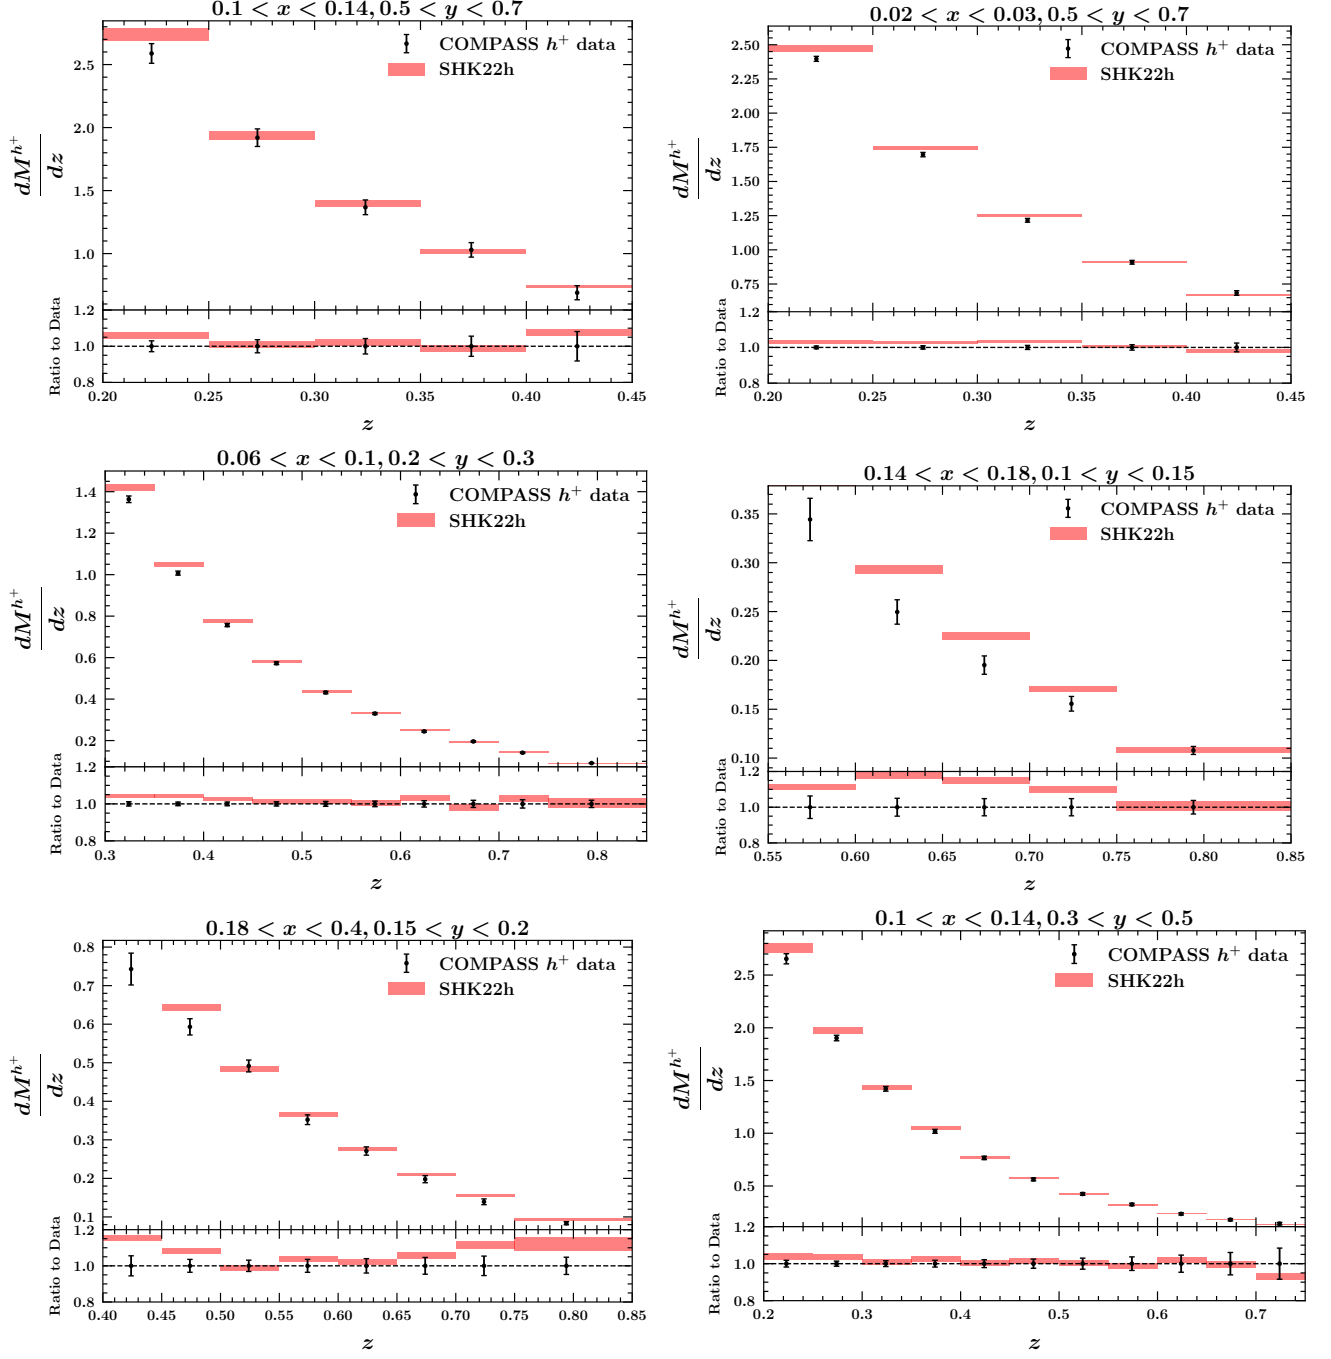 0.1 < x < 0.14, 0.5 < y < 0.7
COMPASS h⁺ data
SHK22h
dM^{h⁺}
dz
2.5
2.0
1.5
1.0
1.2
1.0
0.8
Ratio to Data
0.20 0.25 0.30 0.35 0.40 0.45
z
0.02 < x < 0.03, 0.5 < y < 0.7
COMPASS h⁺ data
SHK22h
dM^{h⁺}
dz
2.50
2.25
2.00
1.75
1.50
1.25
1.00
0.75
1.2
1.0
0.8
Ratio to Data
0.20 0.25 0.30 0.35 0.40 0.45
z
0.06 < x < 0.1, 0.2 < y < 0.3
COMPASS h⁺ data
SHK22h
dM^{h⁺}
dz
1.4
1.2
1.0
0.8
0.6
0.4
0.2
1.2
1.0
0.8
Ratio to Data
0.3 0.4 0.5 0.6 0.7 0.8
z
0.14 < x < 0.18, 0.1 < y < 0.15
COMPASS h⁺ data
SHK22h
dM^{h⁺}
dz
0.35
0.30
0.25
0.20
0.15
0.10
1.2
1.0
0.8
Ratio to Data
0.55 0.60 0.65 0.70 0.75 0.80 0.85
z
0.18 < x < 0.4, 0.15 < y < 0.2
COMPASS h⁺ data
SHK22h
dM^{h⁺}
dz
0.8
0.7
0.6
0.5
0.4
0.3
0.2
0.1
1.2
1.0
0.8
Ratio to Data
0.40 0.45 0.50 0.55 0.60 0.65 0.70 0.75 0.80 0.85
z
0.1 < x < 0.14, 0.3 < y < 0.5
COMPASS h⁺ data
SHK22h
dM^{h⁺}
dz
2.5
2.0
1.5
1.0
0.5
1.2
1.0
0.8
Ratio to Data
0.2 0.3 0.4 0.5 0.6 0.7
z